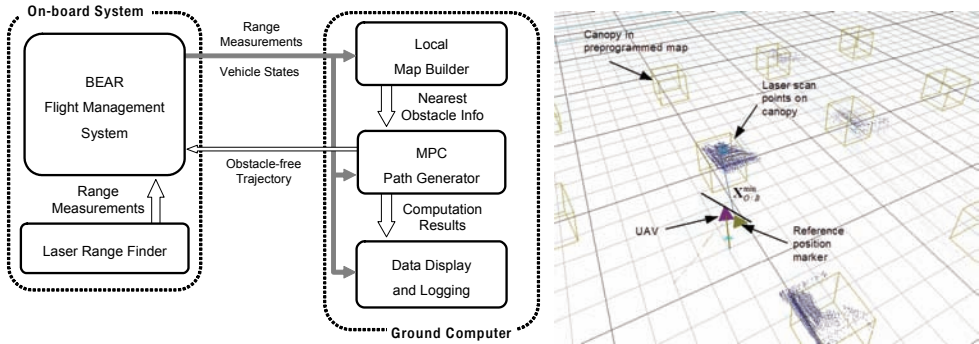 On-board System
BEAR
Flight Management
System
Range
Measurements
Laser Range Finder
Range
Measurements
Vehicle States
Obstacle-free
Trajectory
Local
Map Builder
Nearest
Obstacle Info
MPC
Path Generator
Computation
Results
Data Display
and Logging
Ground Computer
Canopy in
preprogrammed map
Laser scan
points on
canopy
UAV
Reference
position
marker